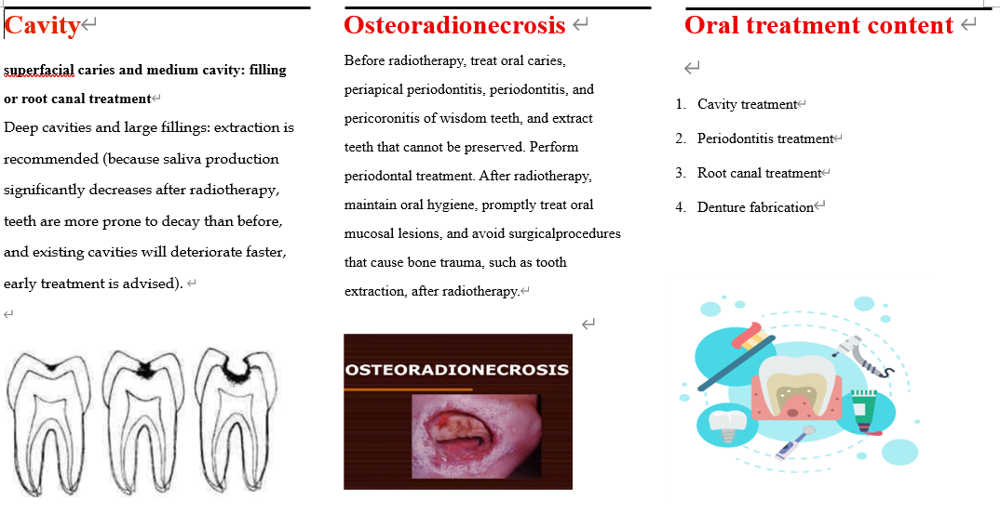 Cavity
superfacial caries and medium cavity: filling
or root canal treatment
Deep cavities and large fillings: extraction is
recommended (because saliva production
significantly decreases after radiotherapy,
teeth are more prone to decay than before,
and existing cavities will deteriorate faster,
early treatment is advised).
Osteoradionecrosis
Before radiotherapy, treat oral caries,
periapical periodontitis, periodontitis, and
pericoronitis of wisdom teeth, and extract
teeth that cannot be preserved. Perform
periodontal treatment. After radiotherapy,
maintain oral hygiene, promptly treat oral
mucosal lesions, and avoid surgicalprocedures
that cause bone trauma, such as tooth
extraction, after radiotherapy.
OSTEORADIONECROSIS
Oral treatment content
1. Cavity treatment
2. Periodontitis treatment
3. Root canal treatment
4. Denture fabrication